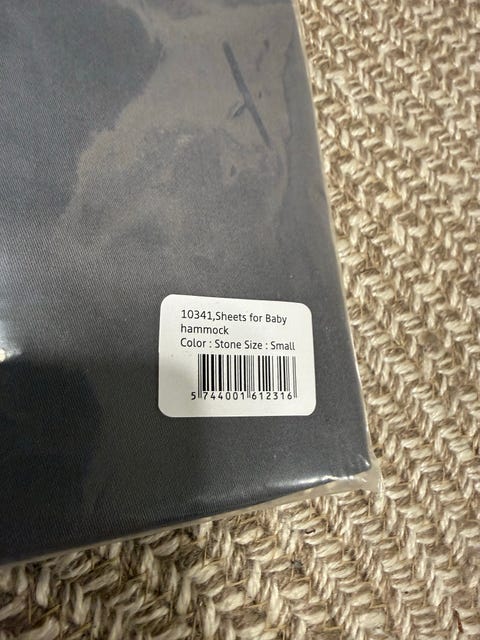 10341,Sheets for Baby
hammock
Color : Stone Size : Small
5 744001 612316